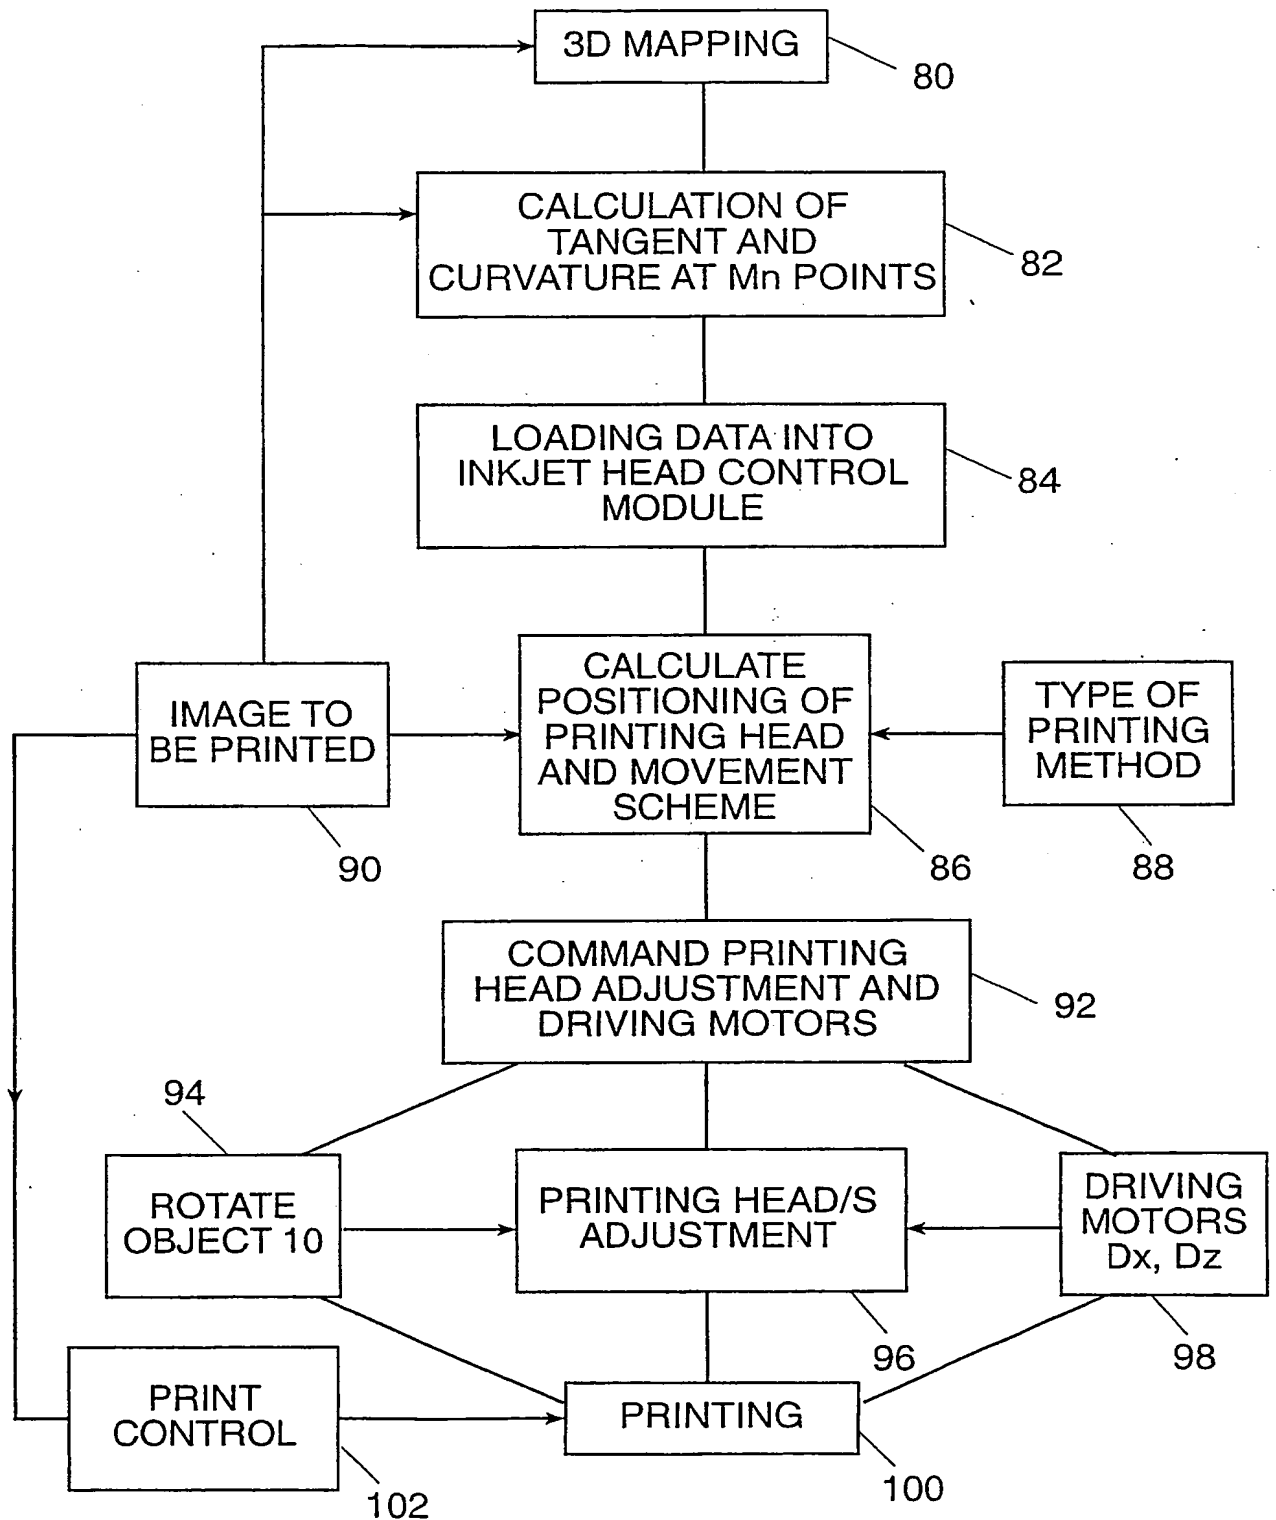 3D MAPPING
80
CALCULATION OF
TANGENT AND
CURVATURE AT Mn POINTS
82
LOADING DATA INTO
INKJET HEAD CONTROL
MODULE
84
IMAGE TO
BE PRINTED
90
CALCULATE
POSITIONING OF
PRINTING HEAD
AND MOVEMENT
SCHEME
86
TYPE OF
PRINTING
METHOD
88
COMMAND PRINTING
HEAD ADJUSTMENT AND
DRIVING MOTORS
92
94
ROTATE
OBJECT 10
PRINTING HEAD/S
ADJUSTMENT
96
DRIVING
MOTORS
Dx, Dz
98
PRINT
CONTROL
102
PRINTING
100